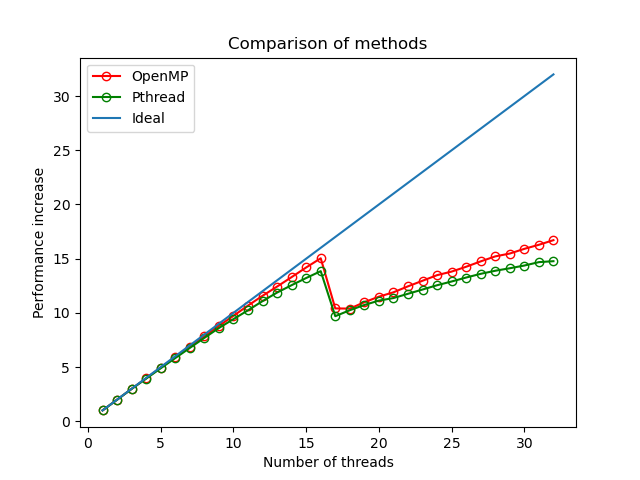 Comparison of methods
OpenMP
Pthread
Ideal
Performance increase
30
25
20
15
10
5
0
0 5 10 15 20 25 30
Number of threads